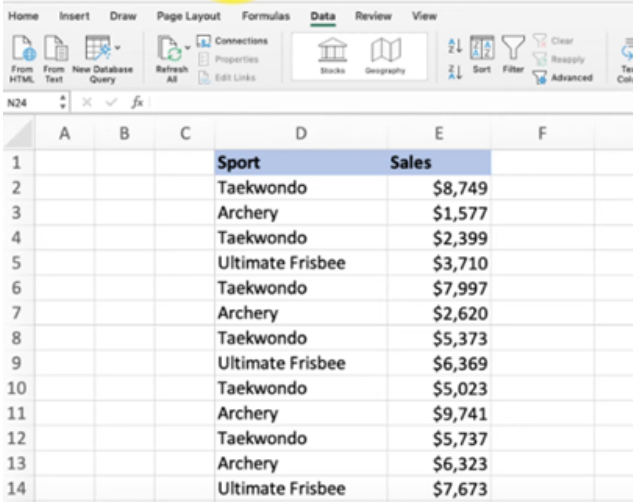 Home Insert Draw Page Layout Formulas Data Review View
From HTML From Text New Database Query Refresh All Connections Properties Edit Links Stocks Geography Sort Filter Clear Reapply Advanced
N24 fx
A B C D E F
1 Sport Sales
2 Taekwondo $8,749
3 Archery $1,577
4 Taekwondo $2,399
5 Ultimate Frisbee $3,710
6 Taekwondo $7,997
7 Archery $2,620
8 Taekwondo $5,373
9 Ultimate Frisbee $6,369
10 Taekwondo $5,023
11 Archery $9,741
12 Taekwondo $5,737
13 Archery $6,323
14 Ultimate Frisbee $7,673